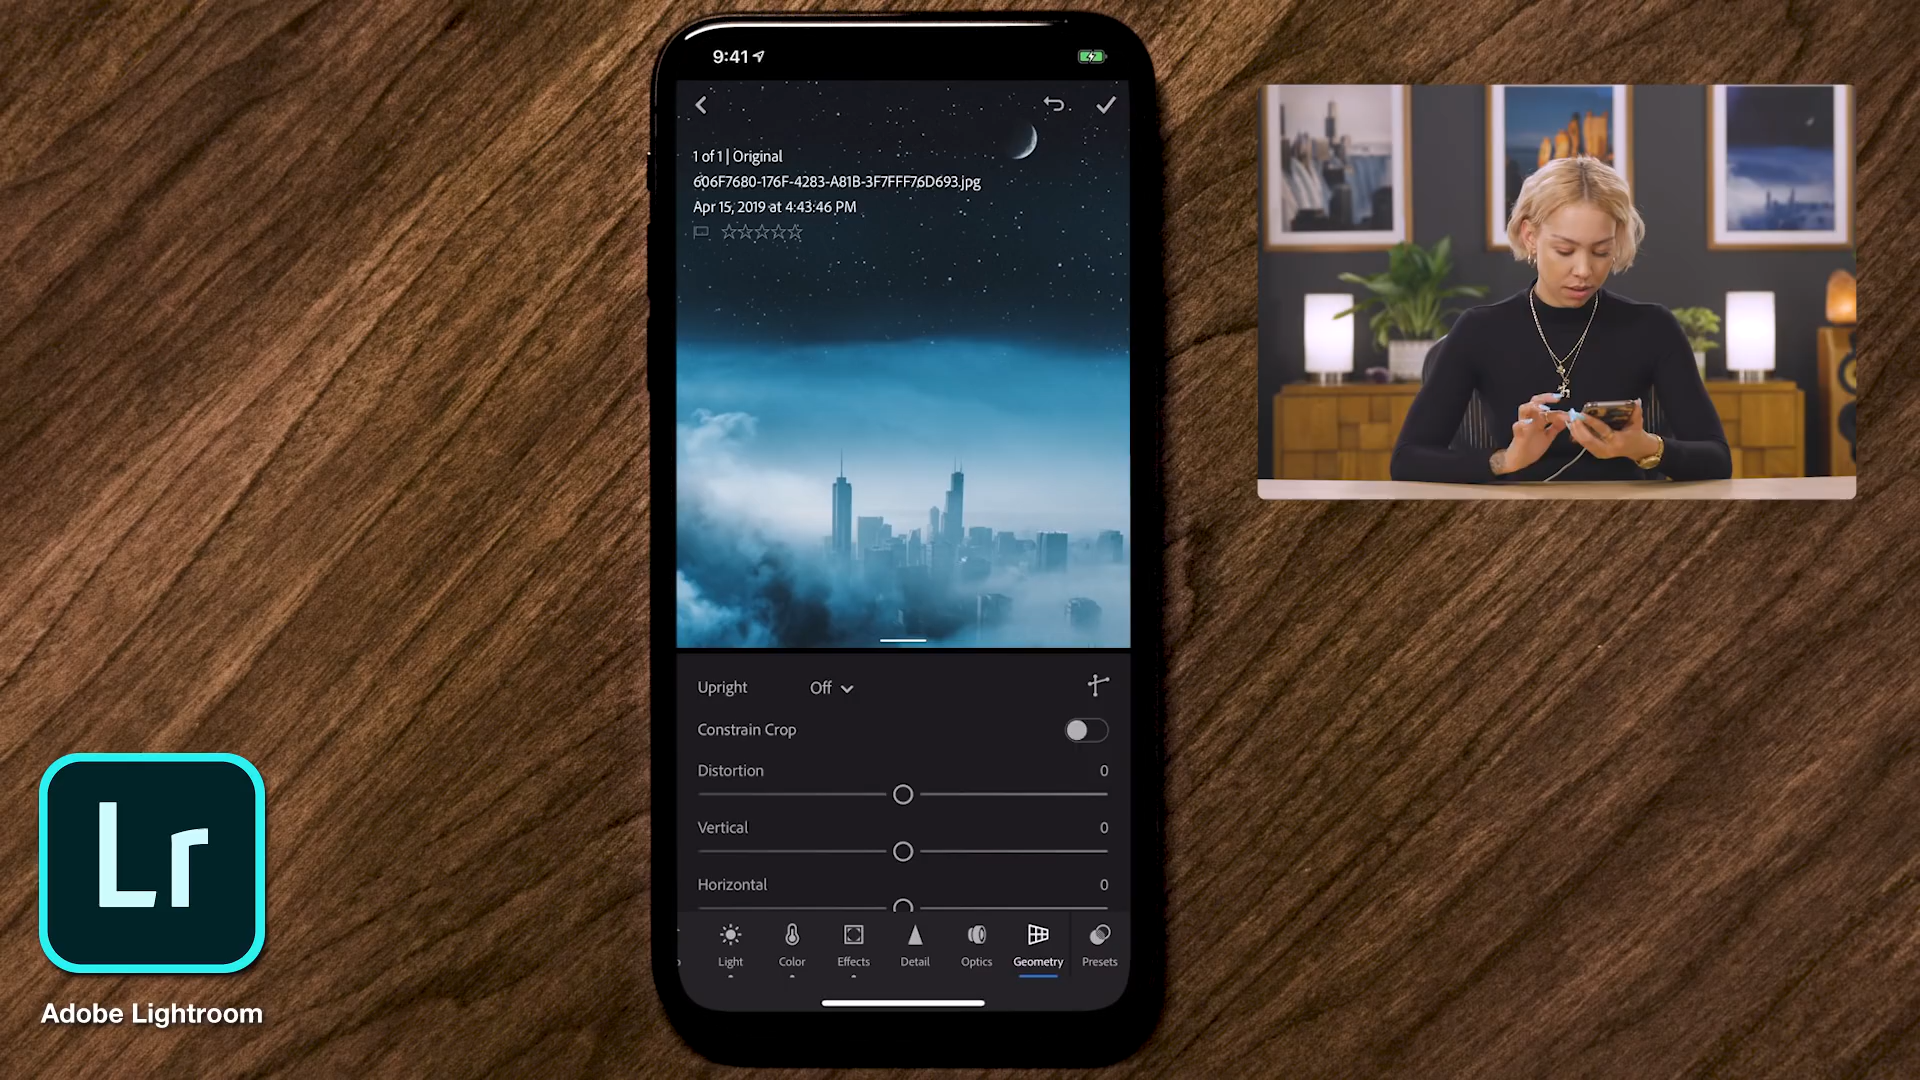 9:41
1 of 1 | Original
606F7680-176F-4283-A81B-3F7FFF76D693.jpg
Apr 15, 2019 at 4:43:46 PM
Upright Off
Constrain Crop
Distortion 0
Vertical 0
Horizontal 0
Light Color Effects Detail Optics Geometry Presets
Lr
Adobe Lightroom